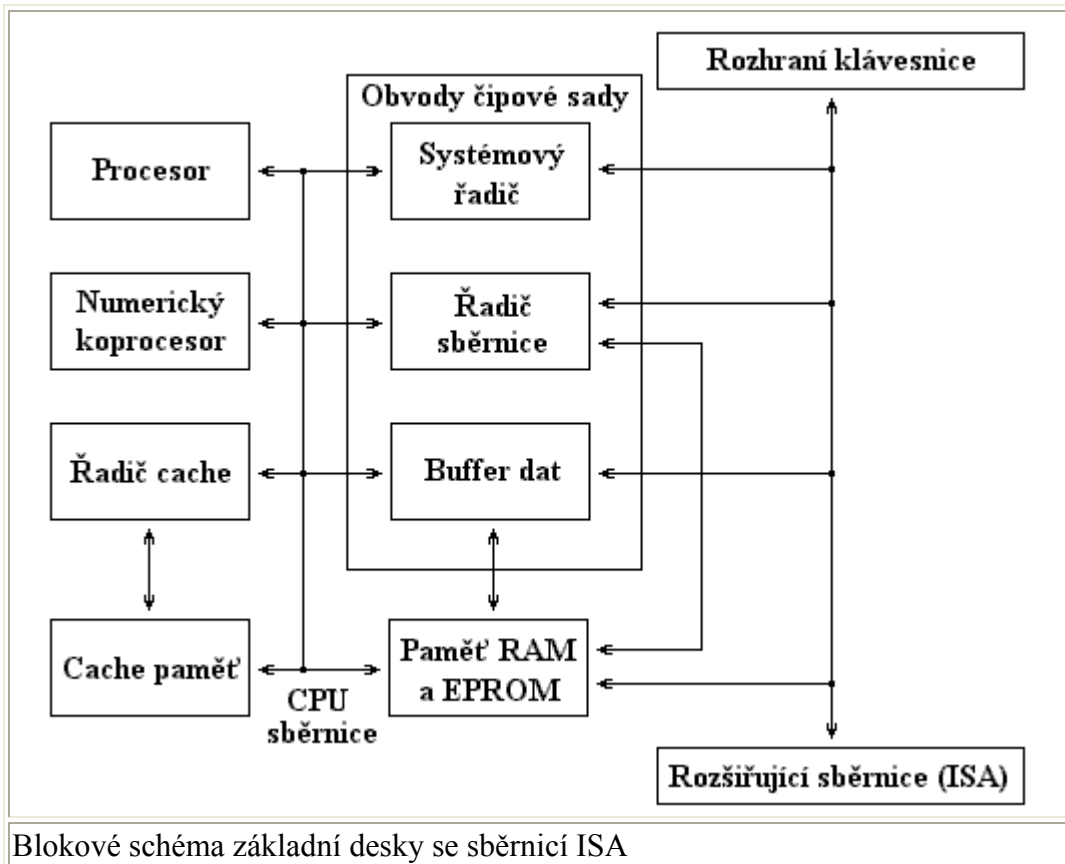 Rozhraní klávesnice
Obvody čipové sady
Procesor
Systémový
řadič
Numerický
koprocesor
Řadič
sběrnice
Řadič cache
Buffer dat
Cache paměť
CPU
sběrnice
Paměť RAM
a EPROM
Rozšiřující sběrnice (ISA)
Blokové schéma základní desky se sběrnicí ISA